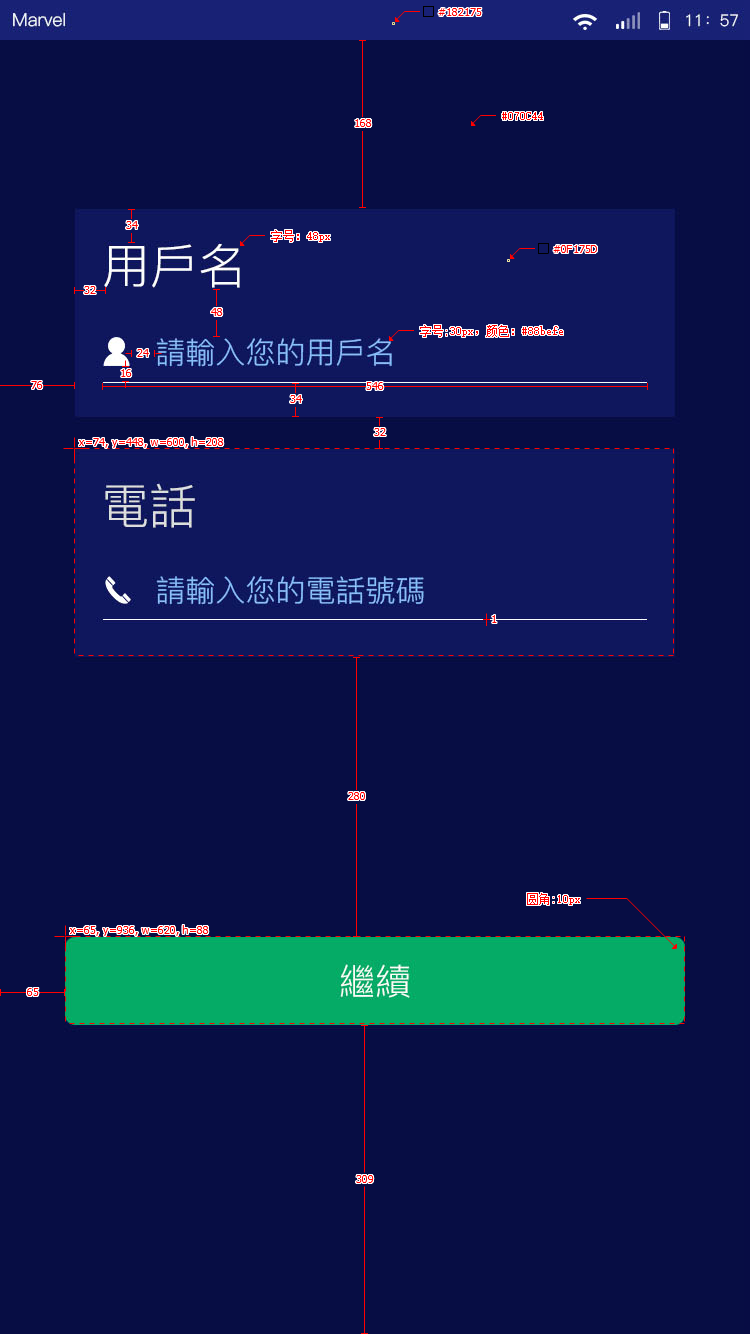 Marvel #182175 11: 57
168 #070C44
34
字号: 48px
用戶名 #0F175D
32
48
字号:30px, 颜色: #88befe
24 請輸入您的用戶名
16
76 546
34
32
x=74,y=448,w=600,h=208
電話
請輸入您的電話號碼
1
280
圆角:10px
x=65,y=936,w=620,h=88
繼續
65
309